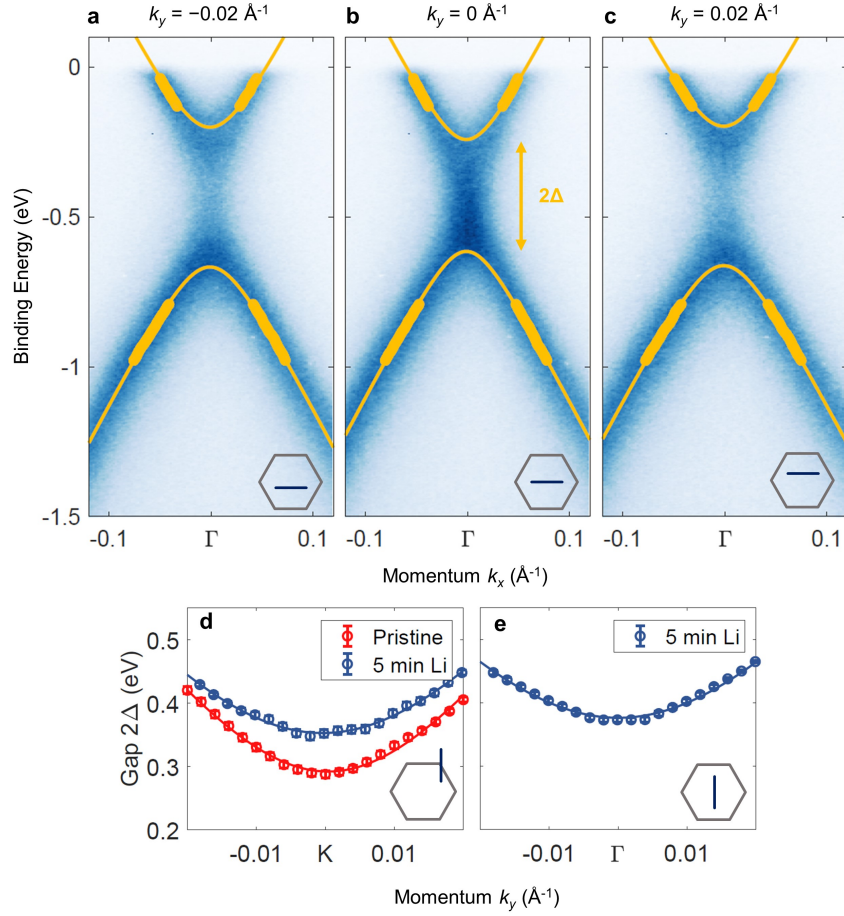 a
k_y = −0.02 Å⁻¹
b
k_y = 0 Å⁻¹
c
k_y = 0.02 Å⁻¹
Binding Energy (eV)
0
-0.5
-1
-1.5
2Δ
-0.1
Γ
0.1
-0.1
Γ
0.1
-0.1
Γ
0.1
Momentum k_x (Å⁻¹)
d
Pristine
5 min Li
e
5 min Li
Gap 2Δ (eV)
0.5
0.4
0.3
0.2
-0.01
K
0.01
-0.01
Γ
0.01
Momentum k_y (Å⁻¹)